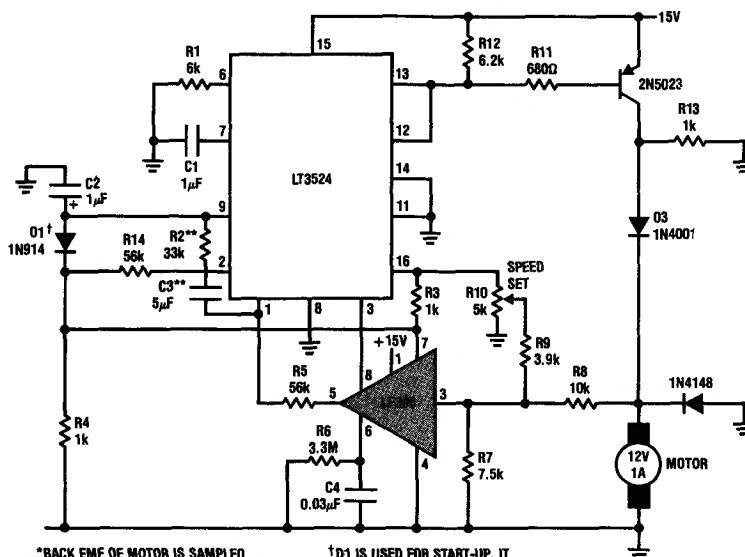 15V
R12
6.2k
R11
680Ω
2N5023
R13
1k
R1
6k
6
15
13
7
12
C1
1µF
LT3524
14
11
C2
1µF
+
9
D1†
1N914
R14
56k
R2**
33k
2
16
C3**
5µF
1
8
3
R3
1k
SPEED
SET
R10
5k
D3
1N4001
+15V
1
7
8
R9
3.9k
R5
56k
5
3
R8
10k
1N4148
6
4
R4
1k
R6
3.3M
C4
0.03µF
R7
7.5k
12V
1A
MOTOR
*BACK EMF OF MOTOR IS SAMPLED
†D1 IS USED FOR START-UP. IT